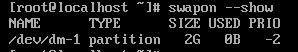 [root@localhost ~]# swapon --show
NAME      TYPE      SIZE USED PRIO
/dev/dm-1 partition   2G   0B   -2